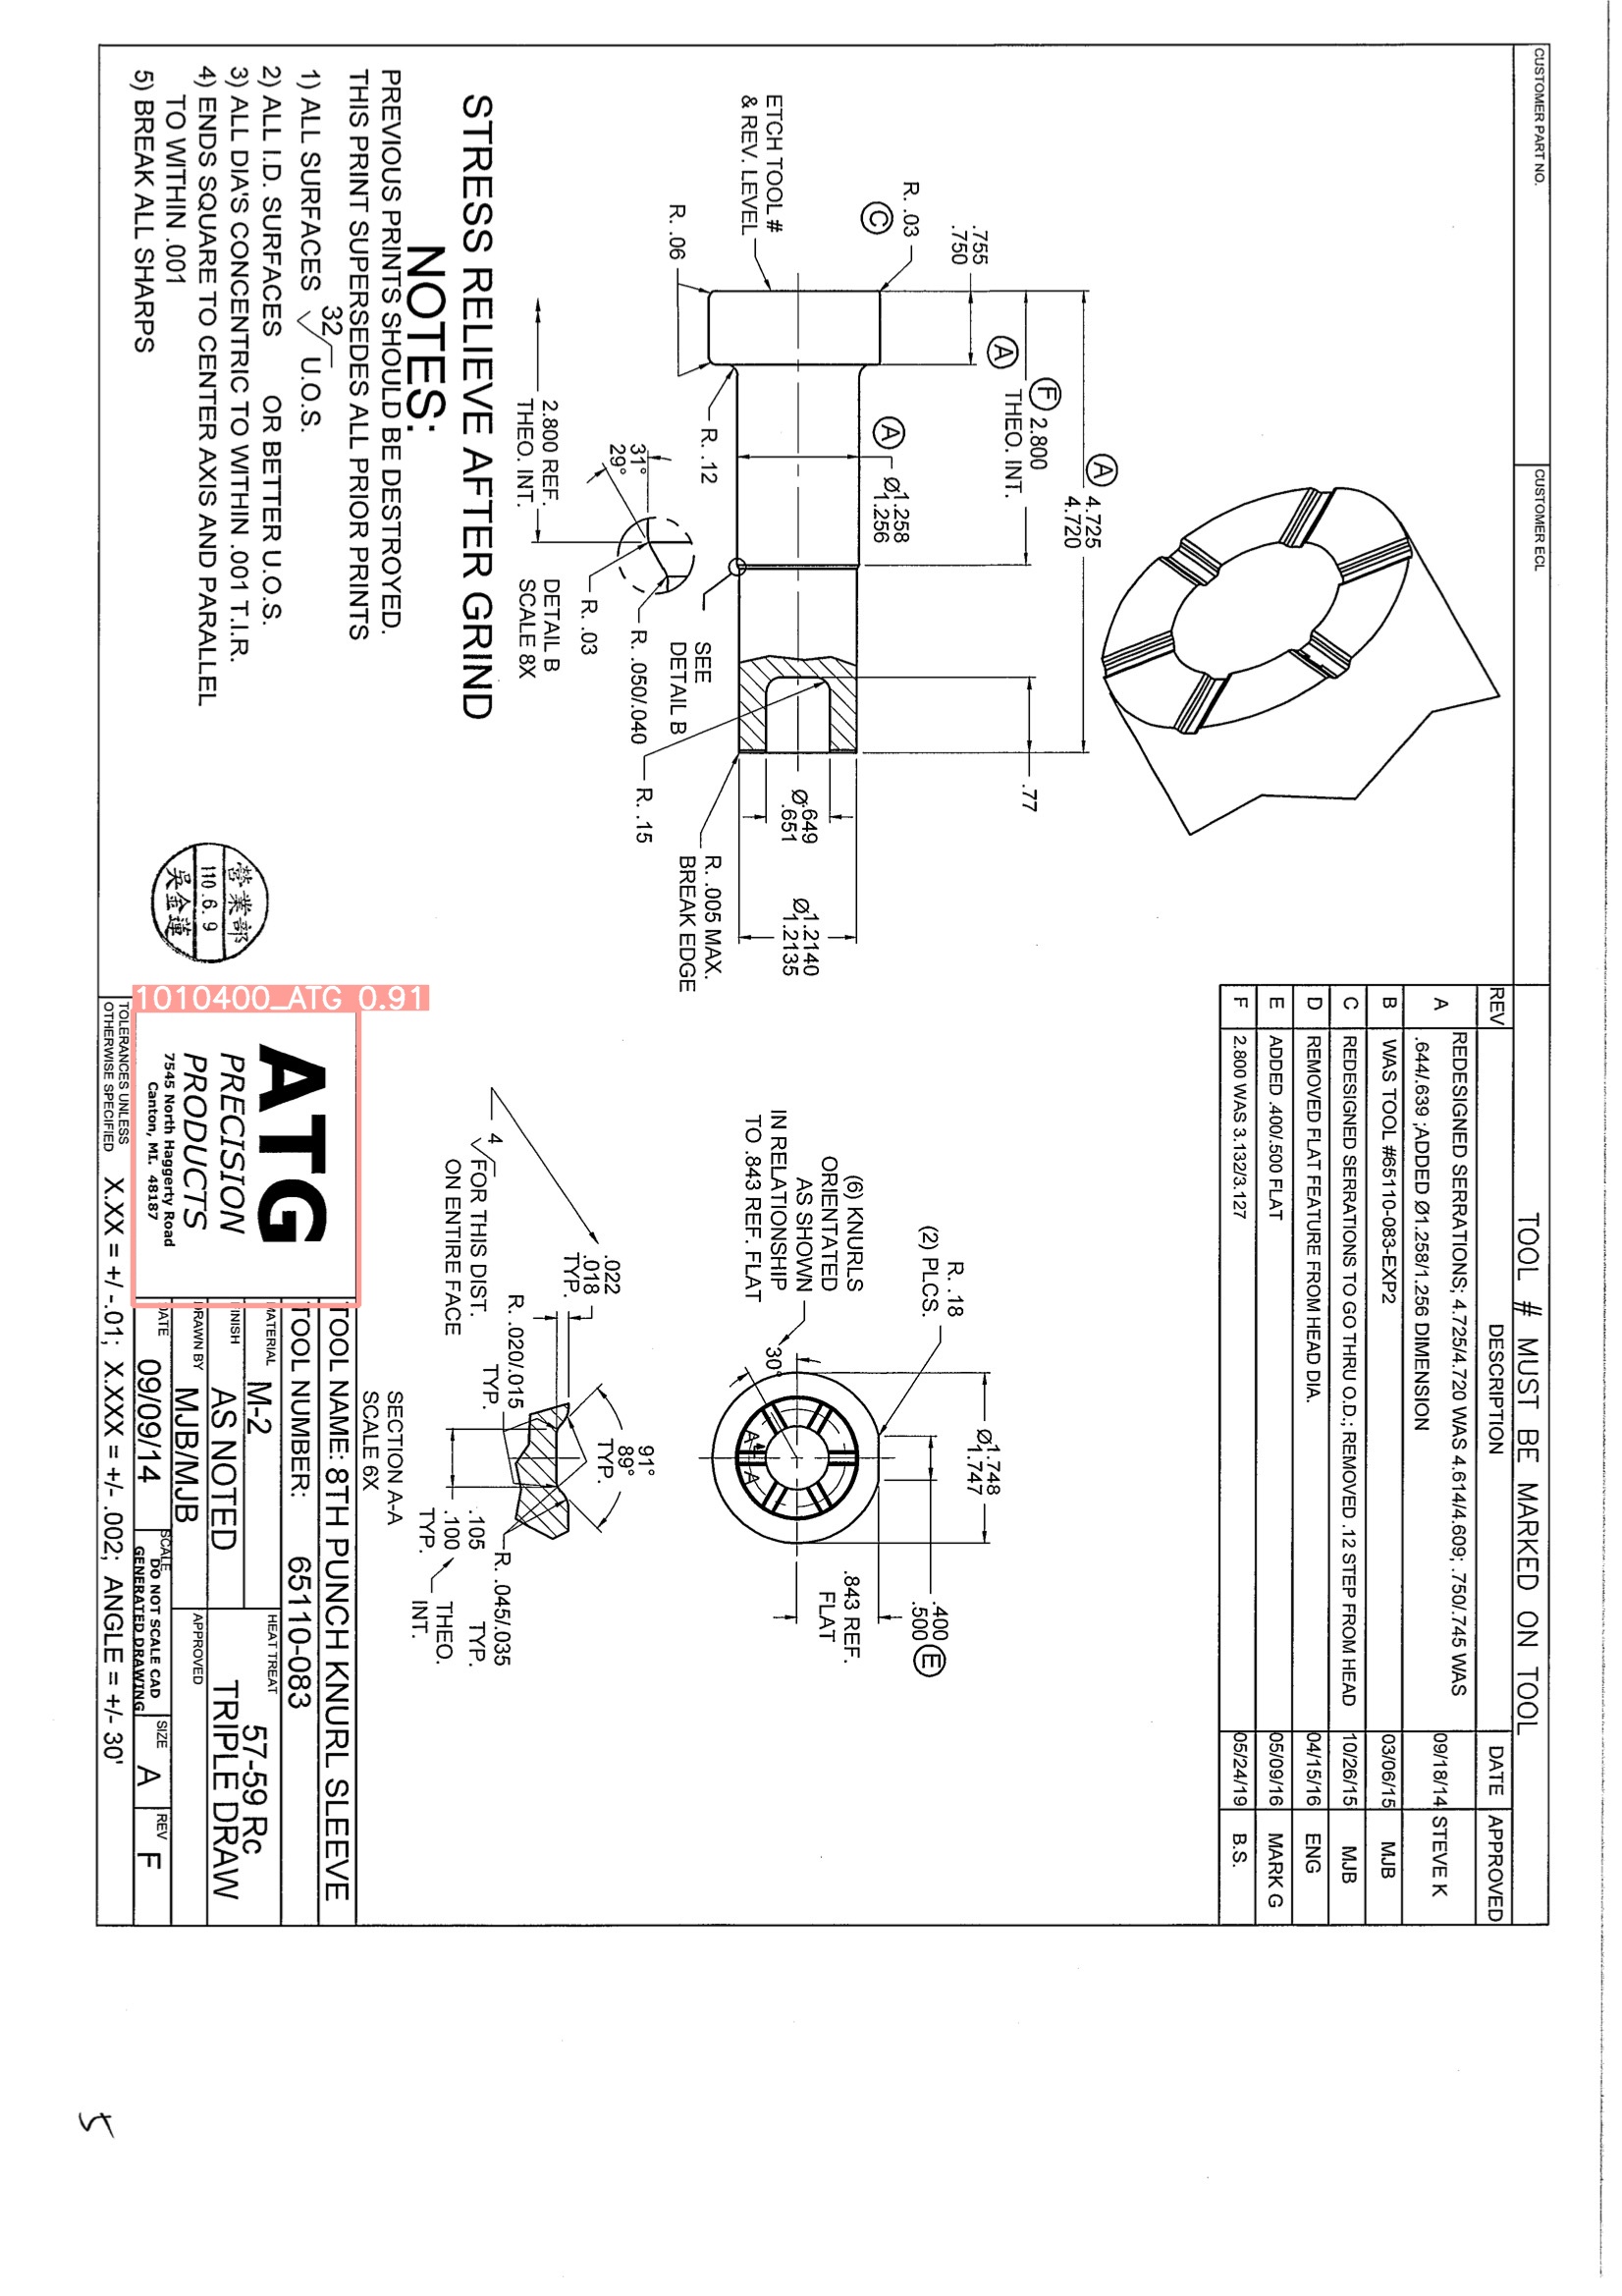 CUSTOMER PART NO.
CUSTOMER ECL
TOOL # MUST BE MARKED ON TOOL
REV DESCRIPTION DATE APPROVED
A REDESIGNED SERRATIONS; 4.725/4.720 WAS 4.614/4.609; .750/.745 WAS
.644/.639 ;ADDED Ø1.258/1.256 DIMENSION 09/18/14 STEVE K
B WAS TOOL #65110-083-EXP2 03/06/15 MJB
C REDESIGNED SERRATIONS TO GO THRU O.D.; REMOVED .12 STEP FROM HEAD 10/26/15 MJB
D REMOVED FLAT FEATURE FROM HEAD DIA. 04/15/16 ENG
E ADDED .400/.500 FLAT 05/09/16 MARK G
F 2.800 WAS 3.132/3.127 05/24/19 B.S.
A 4.725
4.720
F 2.800
THEO. INT.
A
.755
.750
R. .03
C
A Ø1.258
1.256
ETCH TOOL #
& REV. LEVEL
R. .06
R. .12
.77
Ø.649
.651
Ø1.2140
1.2135
R. .005 MAX.
BREAK EDGE
SEE
DETAIL B
R. .15
R. .050/.040
R. .03
31°
29°
2.800 REF.
THEO. INT.
DETAIL B
SCALE 8X
Ø1.748
1.747
.400
.500 E
R. .18
(2) PLCS.
.843 REF.
FLAT
(6) KNURLS
ORIENTATED
AS SHOWN
IN RELATIONSHIP
TO .843 REF. FLAT
30°
A A
.022
.018
TYP.
91°
89°
TYP.
R. .020/.015
TYP.
R. .045/.035
TYP.
.105
.100
TYP.
THEO.
INT.
4 FOR THIS DIST.
ON ENTIRE FACE
SECTION A-A
SCALE 6X
STRESS RELIEVE AFTER GRIND
NOTES:
PREVIOUS PRINTS SHOULD BE DESTROYED.
THIS PRINT SUPERSEDES ALL PRIOR PRINTS
1) ALL SURFACES 32 U.O.S.
2) ALL I.D. SURFACES OR BETTER U.O.S.
3) ALL DIA'S CONCENTRIC TO WITHIN .001 T.I.R.
4) ENDS SQUARE TO CENTER AXIS AND PARALLEL
TO WITHIN .001
5) BREAK ALL SHARPS
營業部
110.6.9
吳金蓮
1010400_ATG 0.91
ATG
PRECISION
PRODUCTS
7545 North Haggerty Road
Canton, MI. 48187
TOOL NAME: 8TH PUNCH KNURL SLEEVE
TOOL NUMBER: 65110-083
MATERIAL M-2
HEAT TREAT 57-59 Rc
TRIPLE DRAW
FINISH AS NOTED
DRAWN BY MJB/MJB
APPROVED
DATE 09/09/14
SCALE
DO NOT SCALE CAD
GENERATED DRAWING
SIZE A
REV F
TOLERANCES UNLESS
OTHERWISE SPECIFIED X.XX = +/-.01; X.XXX = +/- .002; ANGLE = +/- 30'
5